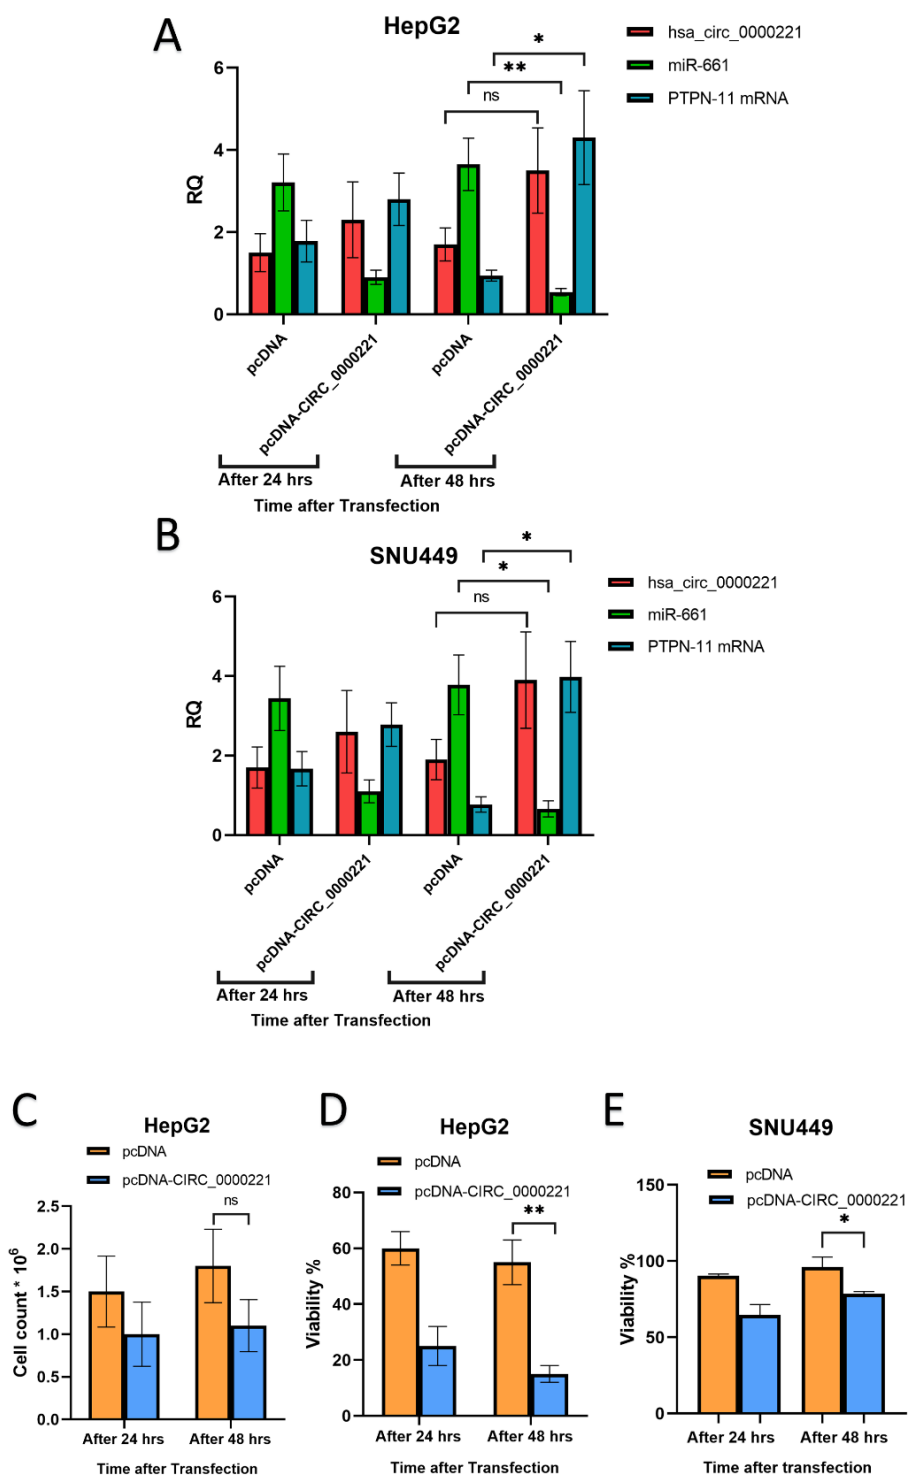 A
HepG2
hsa_circ_0000221
miR-661
PTPN-11 mRNA
*
**
ns
6
4
2
0
RQ
pcDNA
pcDNA-CIRC_0000221
pcDNA
pcDNA-CIRC_0000221
After 24 hrs
After 48 hrs
Time after Transfection
B
SNU449
hsa_circ_0000221
miR-661
PTPN-11 mRNA
*
*
ns
6
4
2
0
RQ
pcDNA
pcDNA-CIRC_0000221
pcDNA
pcDNA-CIRC_0000221
After 24 hrs
After 48 hrs
Time after Transfection
C
HepG2
pcDNA
pcDNA-CIRC_0000221
ns
2.5
2.0
1.5
1.0
0.5
0.0
Cell count * 10⁶
After 24 hrs
After 48 hrs
Time after Transfection
D
HepG2
pcDNA
pcDNA-CIRC_0000221
**
80
60
40
20
0
Viability %
After 24 hrs
After 48 hrs
Time after Transfection
E
SNU449
pcDNA
pcDNA-CIRC_0000221
*
150
100
50
0
Viability %
After 24 hrs
After 48 hrs
Time after transfection